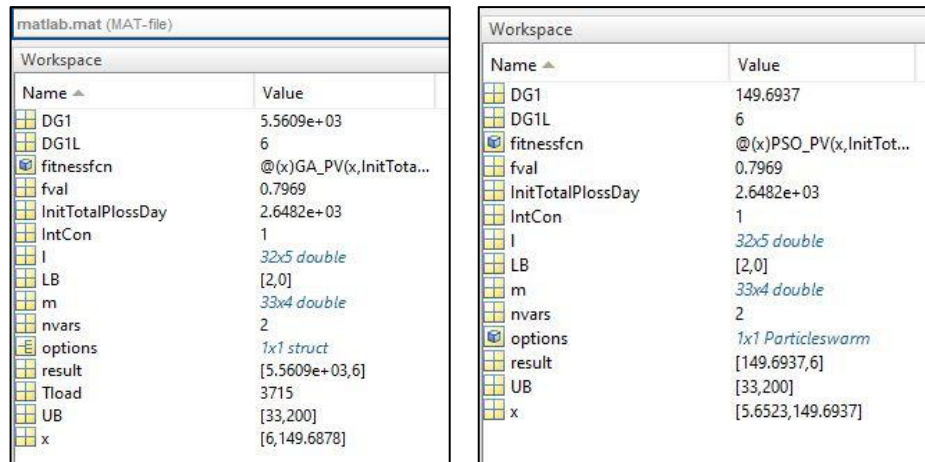 matlab.mat (MAT-file)
Workspace
Name Value
DG1 5.5609e+03
DG1L 6
fitnessfcn @(x)GA_PV(x,InitTota...
fval 0.7969
InitTotalPlossDay 2.6482e+03
IntCon 1
l 32x5 double
LB [2,0]
m 33x4 double
nvars 2
options 1x1 struct
result [5.5609e+03,6]
Tload 3715
UB [33,200]
x [6,149.6878]
Workspace
Name Value
DG1 149.6937
DG1L 6
fitnessfcn @(x)PSO_PV(x,InitTot...
fval 0.7969
InitTotalPlossDay 2.6482e+03
IntCon 1
l 32x5 double
LB [2,0]
m 33x4 double
nvars 2
options 1x1 Particleswarm
result [149.6937,6]
UB [33,200]
x [5.6523,149.6937]